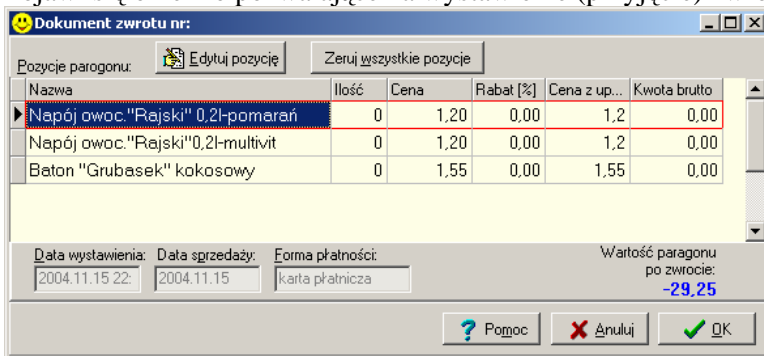 Dokument zwrotu nr:
Pozycje parogonu: Edytuj pozycję Zeruj wszystkie pozycje
Nazwa Ilość Cena Rabat [%] Cena z up... Kwota brutto
Napój owoc."Rajski" 0,2l-pomarań 0 1,20 0,00 1,2 0,00
Napój owoc."Rajski"0,2l-multivit 0 1,20 0,00 1,2 0,00
Baton "Grubasek" kokosowy 0 1,55 0,00 1,55 0,00
Data wystawienia: Data sprzedaży: Forma płatności: Wartość paragonu
po zwrocie:
2004.11.15 22: 2004.11.15 karta płatnicza
-29,25
Pomoc Anuluj OK